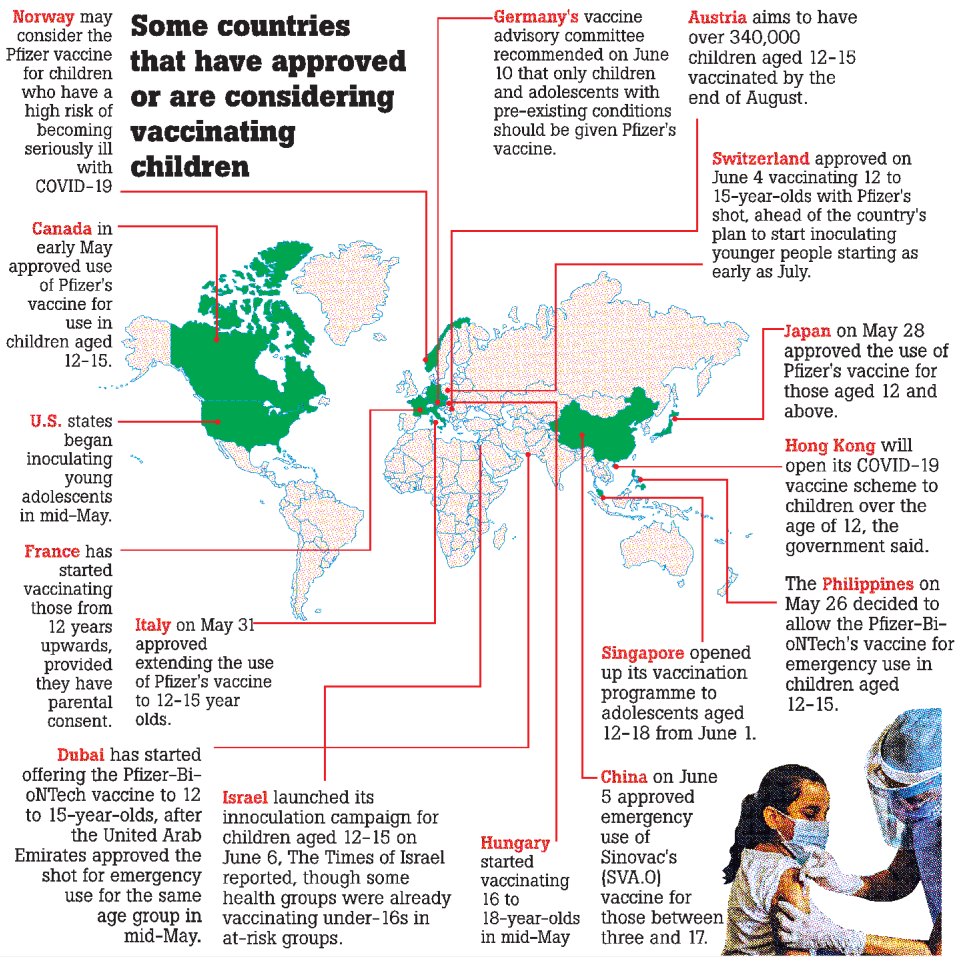 Some countries
that have approved
or are considering
vaccinating
children
Norway may
consider the
Pfizer vaccine
for children
who have a
high risk of
becoming
seriously ill
with
COVID-19
Germany's vaccine
advisory committee
recommended on June
10 that only children
and adolescents with
pre-existing conditions
should be given Pfizer's
vaccine.
Austria aims to have
over 340,000
children aged 12-15
vaccinated by the
end of August.
Switzerland approved on
June 4 vaccinating 12 to
15-year-olds with Pfizer's
shot, ahead of the country's
plan to start inoculating
younger people starting as
early as July.
Canada in
early May
approved use
of Pfizer's
vaccine for
use in
children aged
12-15.
Japan on May 28
approved the use of
Pfizer's vaccine for
those aged 12 and
above.
U.S. states
began
inoculating
young
adolescents
in mid-May.
Hong Kong will
open its COVID-19
vaccine scheme to
children over the
age of 12, the
government said.
France has
started
vaccinating
those from
12 years
upwards,
provided
they have
parental
consent.
Italy on May 31
approved
extending the use
of Pfizer's vaccine
to 12-15 year
olds.
The Philippines on
May 26 decided to
allow the Pfizer-Bi-
oNTech's vaccine for
emergency use in
children aged
12-15.
Singapore opened
up its vaccination
programme to
adolescents aged
12-18 from June 1.
Dubai has started
offering the Pfizer-Bi-
oNTech vaccine to 12
to 15-year-olds, after
the United Arab
Emirates approved the
shot for emergency
use for the same
age group in
mid-May.
Israel launched its
innoculation campaign for
children aged 12-15 on
June 6, The Times of Israel
reported, though some
health groups were already
vaccinating under-16s in
at-risk groups.
Hungary
started
vaccinating
16 to
18-year-olds
in mid-May
China on June
5 approved
emergency
use of
Sinovac's
(SVA.O)
vaccine for
those between
three and 17.